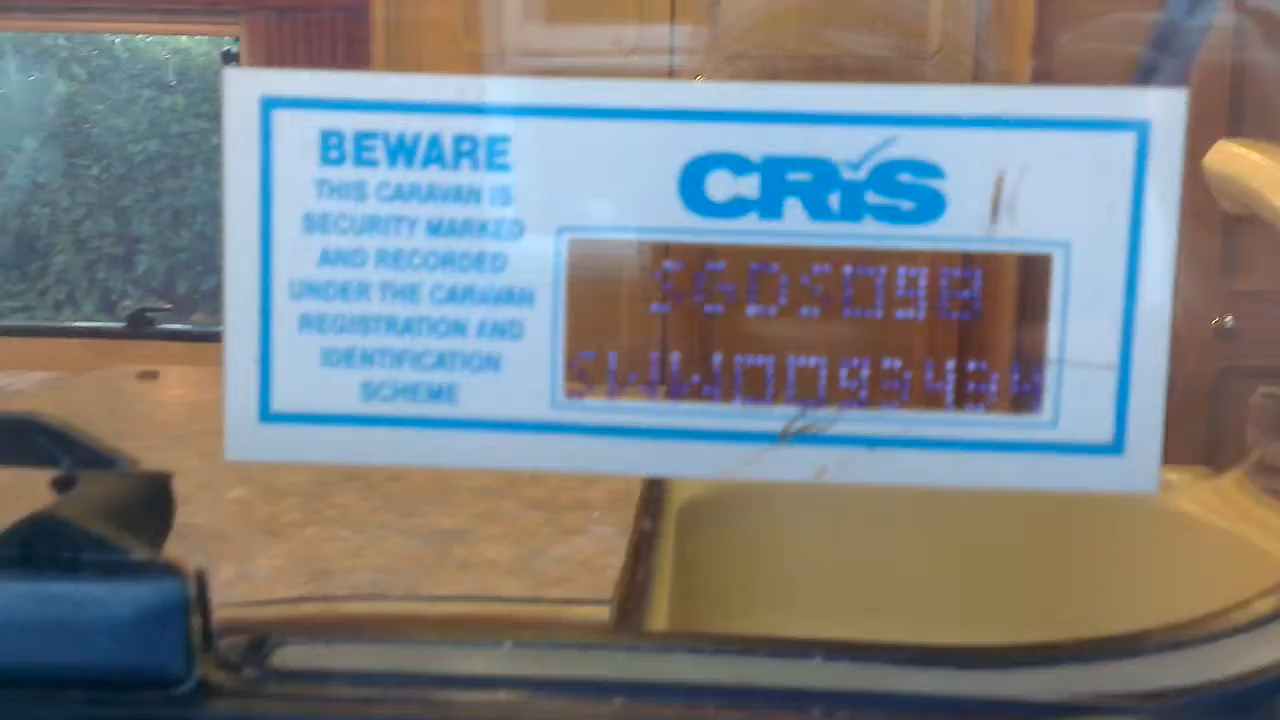 BEWARE
THIS CARAVAN IS
SECURITY MARKED
AND RECORDED
UNDER THE CARAVAN
REGISTRATION AND
IDENTIFICATION
SCHEME
CRiS